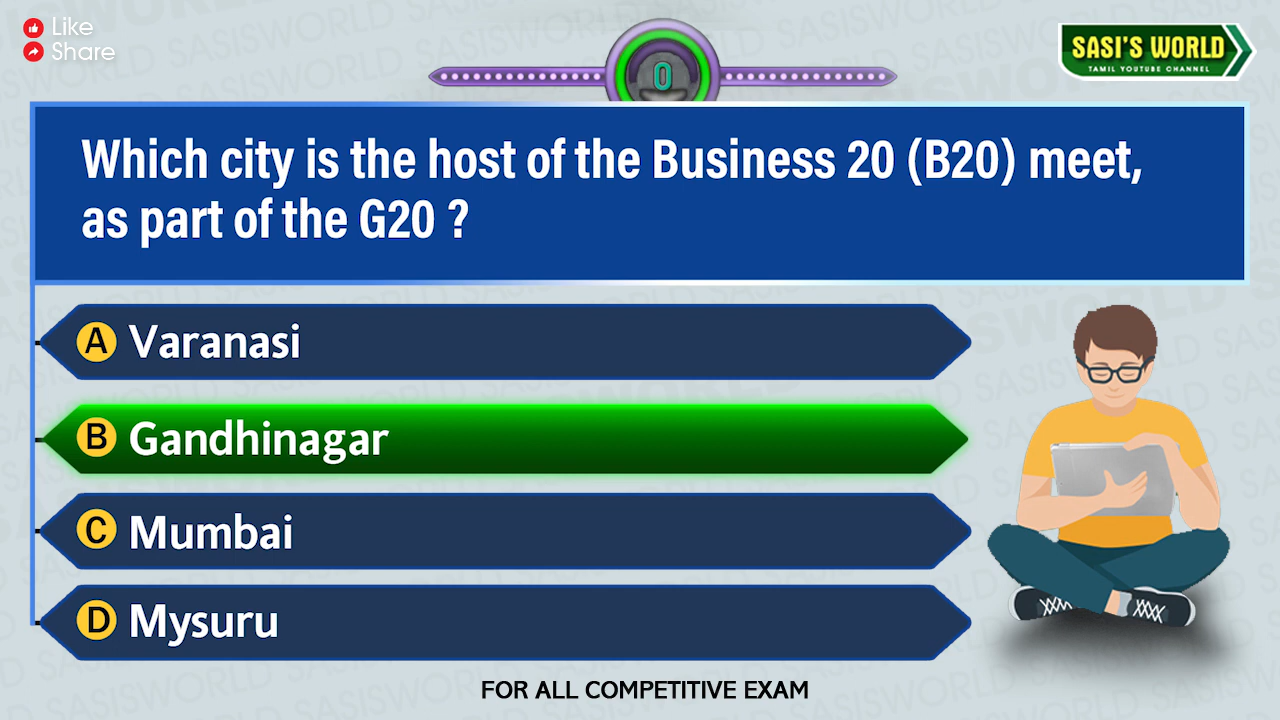 Like
Share
0
SASI'S WORLD
TAMIL YOUTUBE CHANNEL
Which city is the host of the Business 20 (B20) meet,
as part of the G20 ?
A Varanasi
B Gandhinagar
C Mumbai
D Mysuru
FOR ALL COMPETITIVE EXAM